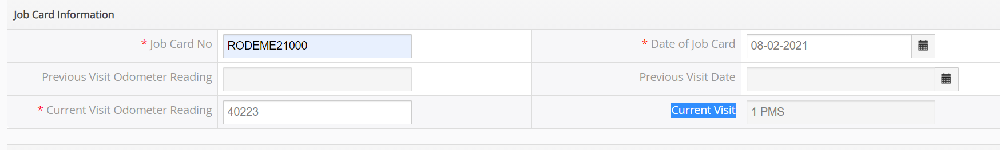 Job Card Information
* Job Card No RODEME21000 * Date of Job Card 08-02-2021
Previous Visit Odometer Reading Previous Visit Date
* Current Visit Odometer Reading 40223 Current Visit 1 PMS